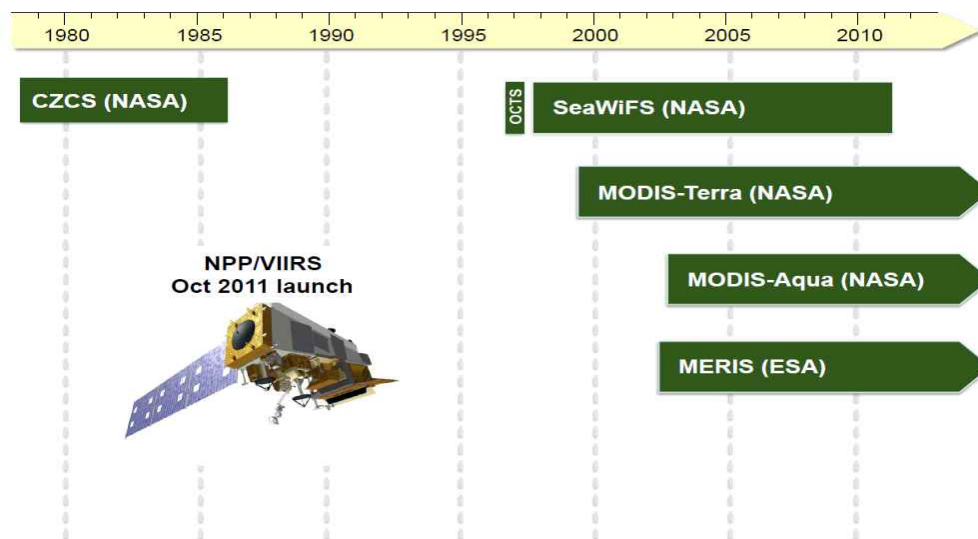 1980 1985 1990 1995 2000 2005 2010
CZCS (NASA)
OCTS
SeaWiFS (NASA)
MODIS-Terra (NASA)
NPP/VIIRS
Oct 2011 launch
MODIS-Aqua (NASA)
MERIS (ESA)